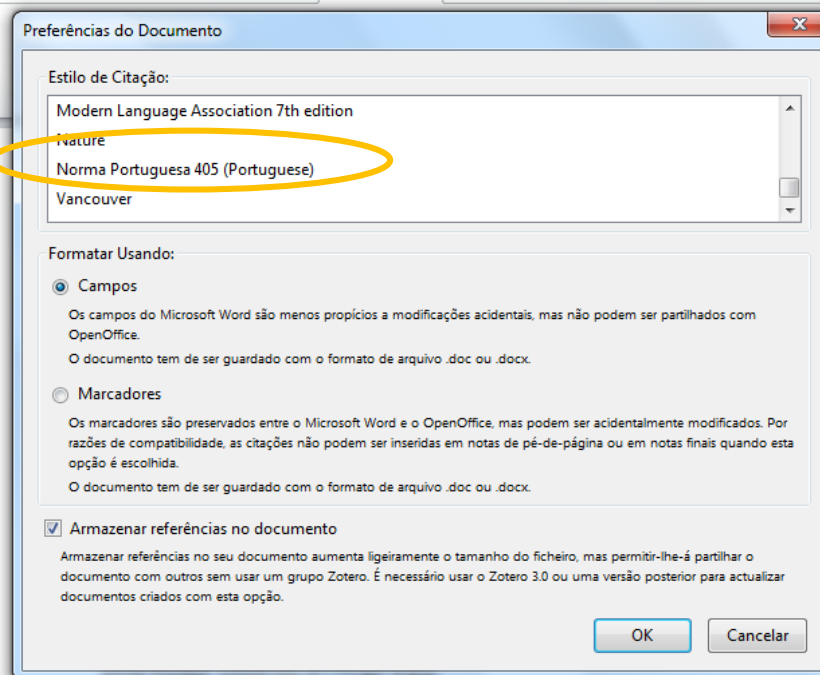 Preferências do Documento
Estilo de Citação:
Modern Language Association 7th edition
Nature
Norma Portuguesa 405 (Portuguese)
Vancouver
Formatar Usando:
Campos
Os campos do Microsoft Word são menos propícios a modificações acidentais, mas não podem ser partilhados com
OpenOffice.
O documento tem de ser guardado com o formato de arquivo .doc ou .docx.
Marcadores
Os marcadores são preservados entre o Microsoft Word e o OpenOffice, mas podem ser acidentalmente modificados. Por
razões de compatibilidade, as citações não podem ser inseridas em notas de pé-de-página ou em notas finais quando esta
opção é escolhida.
O documento tem de ser guardado com o formato de arquivo .doc ou .docx.
Armazenar referências no documento
Armazenar referências no seu documento aumenta ligeiramente o tamanho do ficheiro, mas permitir-lhe-á partilhar o
documento com outros sem usar um grupo Zotero. É necessário usar o Zotero 3.0 ou uma versão posterior para actualizar
documentos criados com esta opção.
OK
Cancelar